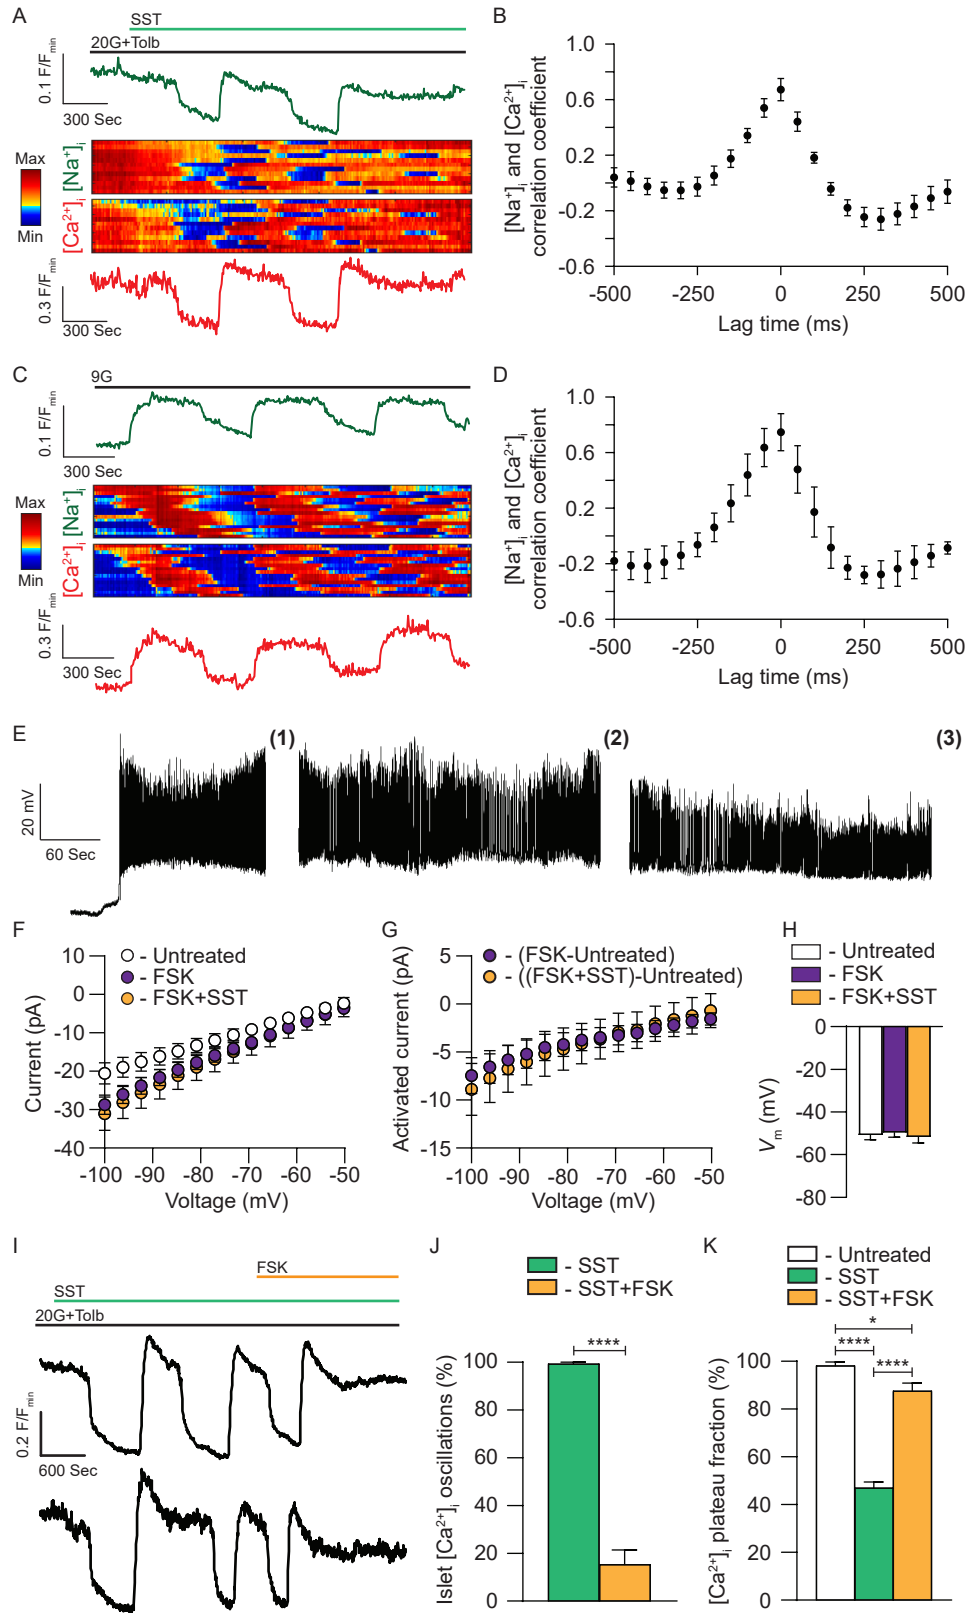 A
SST
20G+Tolb
0.1 F/Fmin
300 Sec
Max
Min
[Na+]i
[Ca2+]i
0.3 F/Fmin
300 Sec
B
1.0
0.6
0.2
-0.2
-0.6
[Na+]i and [Ca2+]i
correlation coefficient
-500
-250
0
250
500
Lag time (ms)
C
9G
0.1 F/Fmin
300 Sec
Max
Min
[Na+]i
[Ca2+]i
0.3 F/Fmin
300 Sec
D
1.0
0.6
0.2
-0.2
-0.6
[Na+]i and [Ca2+]i
correlation coefficient
-500
-250
0
250
500
Lag time (ms)
E
(1)
(2)
(3)
20 mV
60 Sec
F
- Untreated
- FSK
- FSK+SST
10
0
-10
-20
-30
-40
Current (pA)
-100
-90
-80
-70
-60
-50
Voltage (-mV)
G
- (FSK-Untreated)
- ((FSK+SST)-Untreated)
5
0
-5
-10
-15
Activated current (pA)
-100
-90
-80
-70
-60
-50
Voltage (-mV)
H
- Untreated
- FSK
- FSK+SST
0
-20
-40
-60
-80
Vm (mV)
I
FSK
SST
20G+Tolb
0.2 F/Fmin
600 Sec
J
- SST
- SST+FSK
****
100
80
60
40
20
0
Islet [Ca2+]i oscillations (%)
K
- Untreated
- SST
- SST+FSK
*
****
****
100
80
60
40
20
0
[Ca2+]i plateau fraction (%)